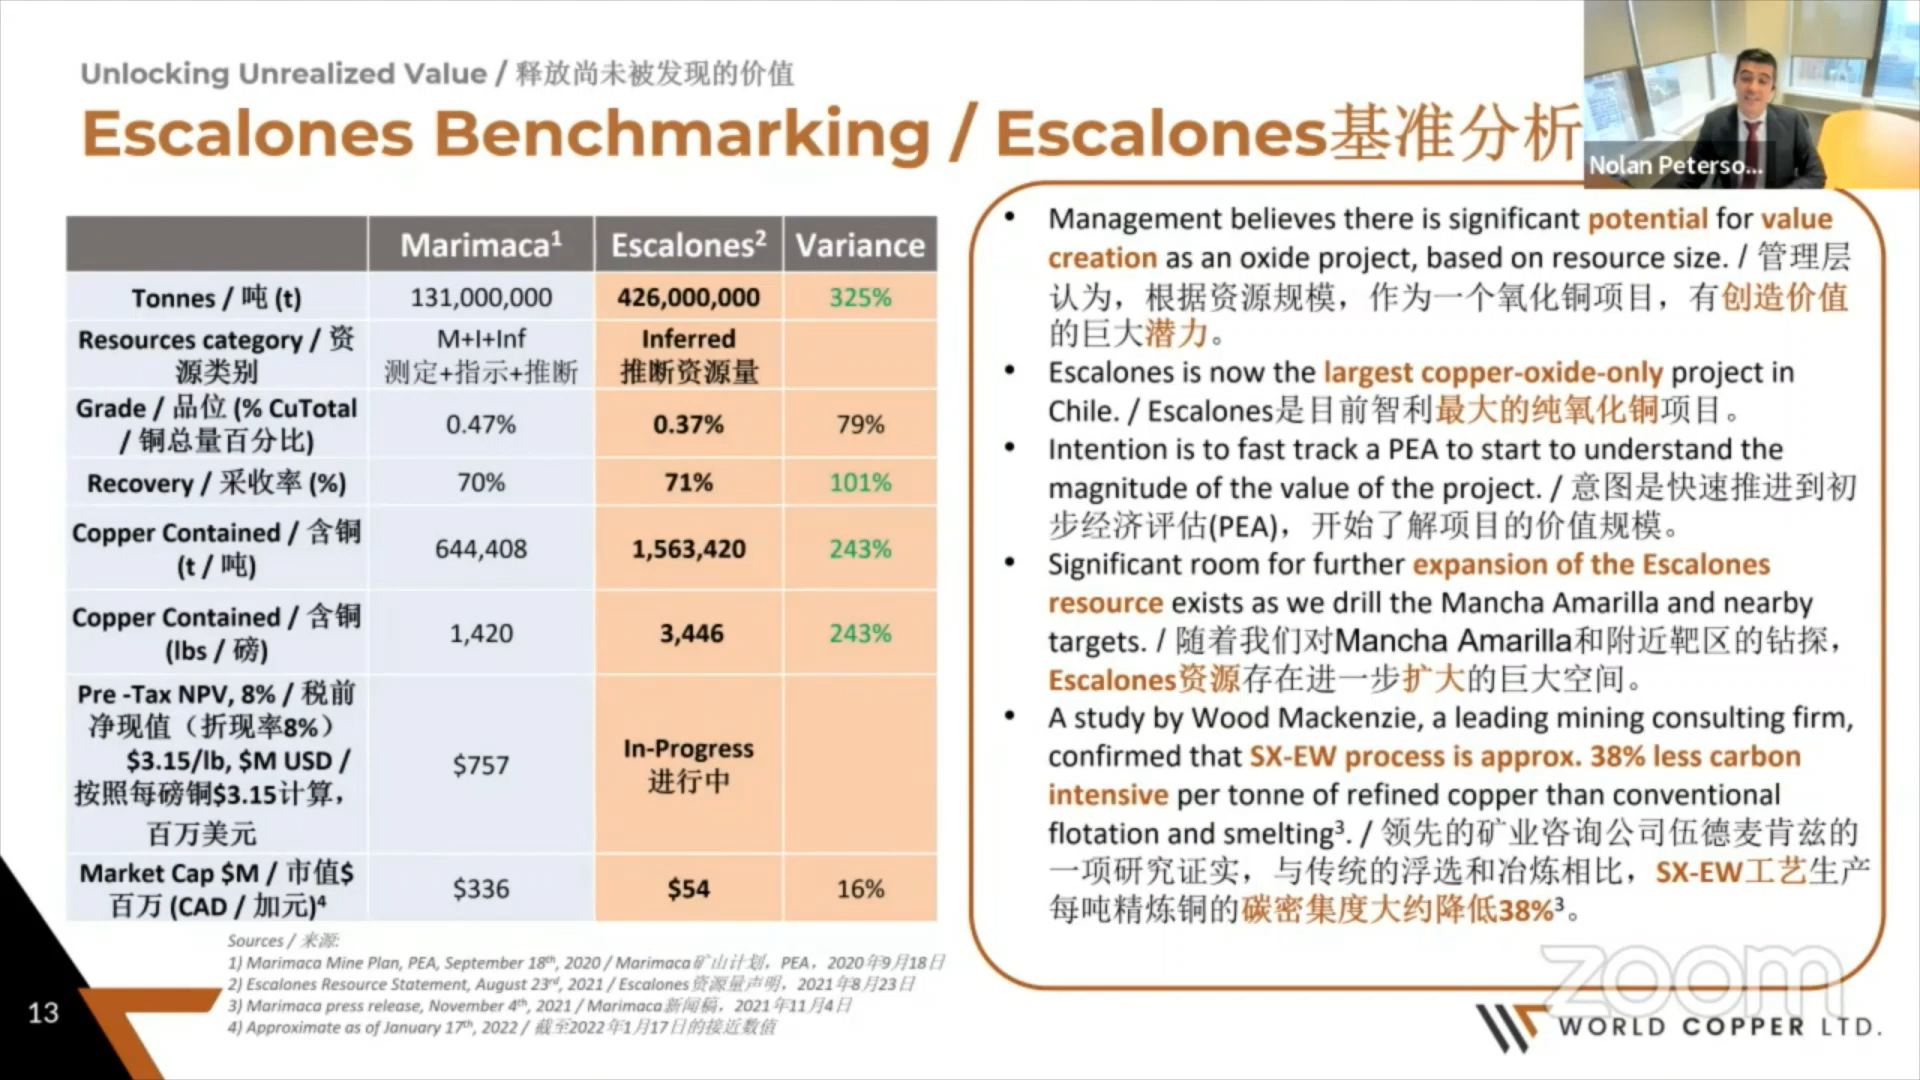 Unlocking Unrealized Value / 释放尚未被发现的价值
Escalones Benchmarking / Escalones基准分析
Nolan Peterso...
Marimaca¹ Escalones² Variance
Tonnes / 吨 (t) 131,000,000 426,000,000 325%
Resources category / 资
源类别
M+I+Inf
测定+指示+推断
Inferred
推断资源量
Grade / 品位 (% CuTotal
/ 铜总量百分比)
0.47% 0.37% 79%
Recovery / 采收率 (%) 70% 71% 101%
Copper Contained / 含铜
(t / 吨)
644,408 1,563,420 243%
Copper Contained / 含铜
(lbs / 磅)
1,420 3,446 243%
Pre -Tax NPV, 8% / 税前
净现值（折现率8%）
$3.15/lb, $M USD /
按照每磅铜$3.15计算，
百万美元
$757
In-Progress
进行中
Market Cap $M / 市值$
百万 (CAD / 加元)⁴
$336 $54 16%
Sources / 来源:
1) Marimaca Mine Plan, PEA, September 18th, 2020 / Marimaca矿山计划，PEA，2020年9月18日
2) Escalones Resource Statement, August 23rd, 2021 / Escalones资源量声明，2021年8月23日
3) Marimaca press release, November 4th, 2021 / Marimaca新闻稿，2021年11月4日
4) Approximate as of January 17th, 2022 / 截至2022年1月17日的接近数值
• Management believes there is significant potential for value
creation as an oxide project, based on resource size. / 管理层
认为，根据资源规模，作为一个氧化铜项目，有创造价值
的巨大潜力。
• Escalones is now the largest copper-oxide-only project in
Chile. / Escalones是目前智利最大的纯氧化铜项目。
• Intention is to fast track a PEA to start to understand the
magnitude of the value of the project. / 意图是快速推进到初
步经济评估(PEA)，开始了解项目的价值规模。
• Significant room for further expansion of the Escalones
resource exists as we drill the Mancha Amarilla and nearby
targets. / 随着我们对Mancha Amarilla和附近靶区的钻探，
Escalones资源存在进一步扩大的巨大空间。
• A study by Wood Mackenzie, a leading mining consulting firm,
confirmed that SX-EW process is approx. 38% less carbon
intensive per tonne of refined copper than conventional
flotation and smelting³. / 领先的矿业咨询公司伍德麦肯兹的
一项研究证实，与传统的浮选和冶炼相比，SX-EW工艺生产
每吨精炼铜的碳密集度大约降低38%³。
13
zoom
WORLD COPPER LTD.